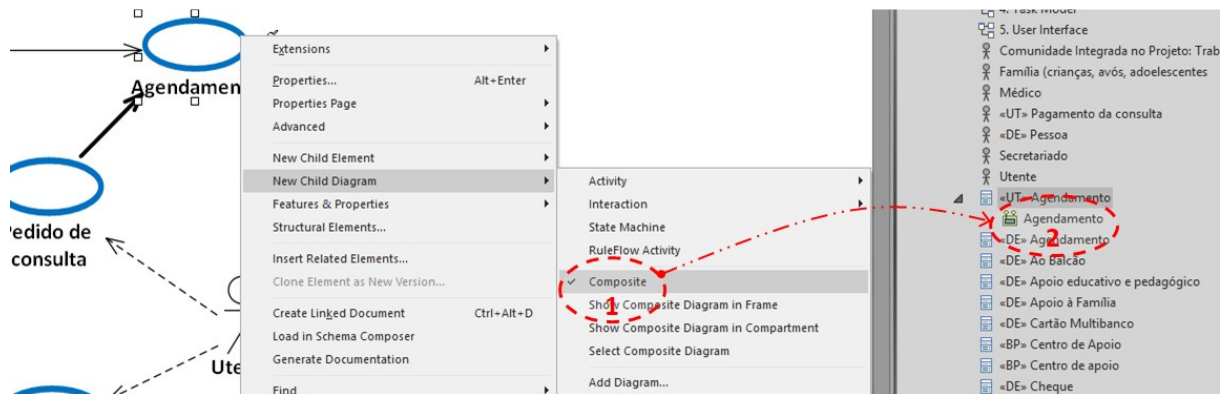 Agendamen
Pedido de
consulta
Ute
Extensions
Properties... Alt+Enter
Properties Page
Advanced
New Child Element
New Child Diagram
Features & Properties
Structural Elements...
Insert Related Elements...
Clone Element as New Version...
Create Linked Document Ctrl+Alt+D
Load in Schema Composer
Generate Documentation
Find
Activity
Interaction
State Machine
RuleFlow Activity
Composite
1
Show Composite Diagram in Frame
Show Composite Diagram in Compartment
Select Composite Diagram
Add Diagram...
4. Task Model
5. User Interface
Comunidade Integrada no Projeto: Trab
Família (crianças, avós, adoelescentes
Médico
«UT» Pagamento da consulta
«DE» Pessoa
Secretariado
Utente
«UT» Agendamento
Agendamento
2
«DE» Agendamento
«DE» Ao Balcão
«DE» Apoio educativo e pedagógico
«DE» Apoio à Família
«DE» Cartão Multibanco
«BP» Centro de Apoio
«BP» Centro de apoio
«DE» Cheque